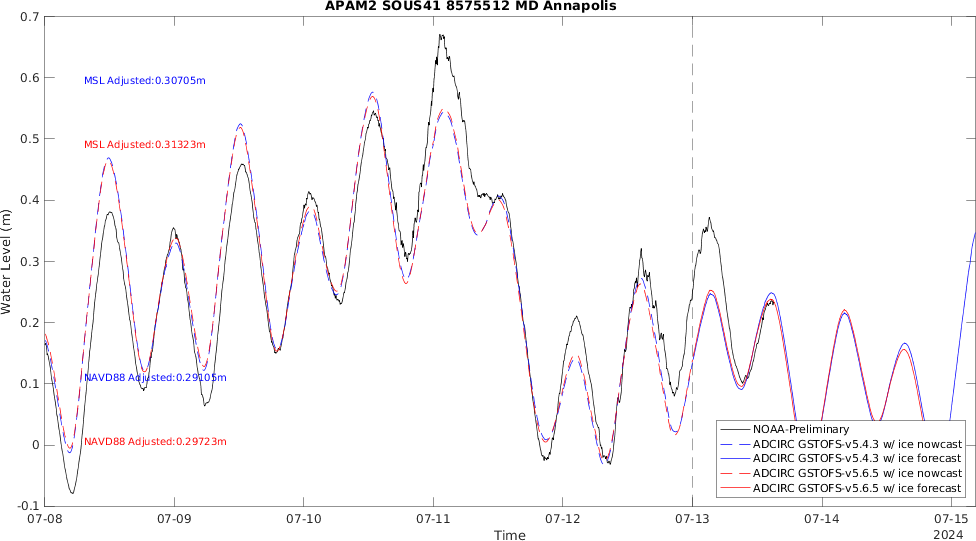 APAM2 SOUS41 8575512 MD Annapolis
0.7
0.6
0.5
0.4
0.3
0.2
0.1
0
-0.1
Water Level (m)
MSL Adjusted:0.30705m
MSL Adjusted:0.31323m
NAVD88 Adjusted:0.29105m
NAVD88 Adjusted:0.29723m
NOAA-Preliminary
ADCIRC GSTOFS-v5.4.3 w/ ice nowcast
ADCIRC GSTOFS-v5.4.3 w/ ice forecast
ADCIRC GSTOFS-v5.6.5 w/ ice nowcast
ADCIRC GSTOFS-v5.6.5 w/ ice forecast
07-08 07-09 07-10 07-11 07-12 07-13 07-14 07-15
Time
2024